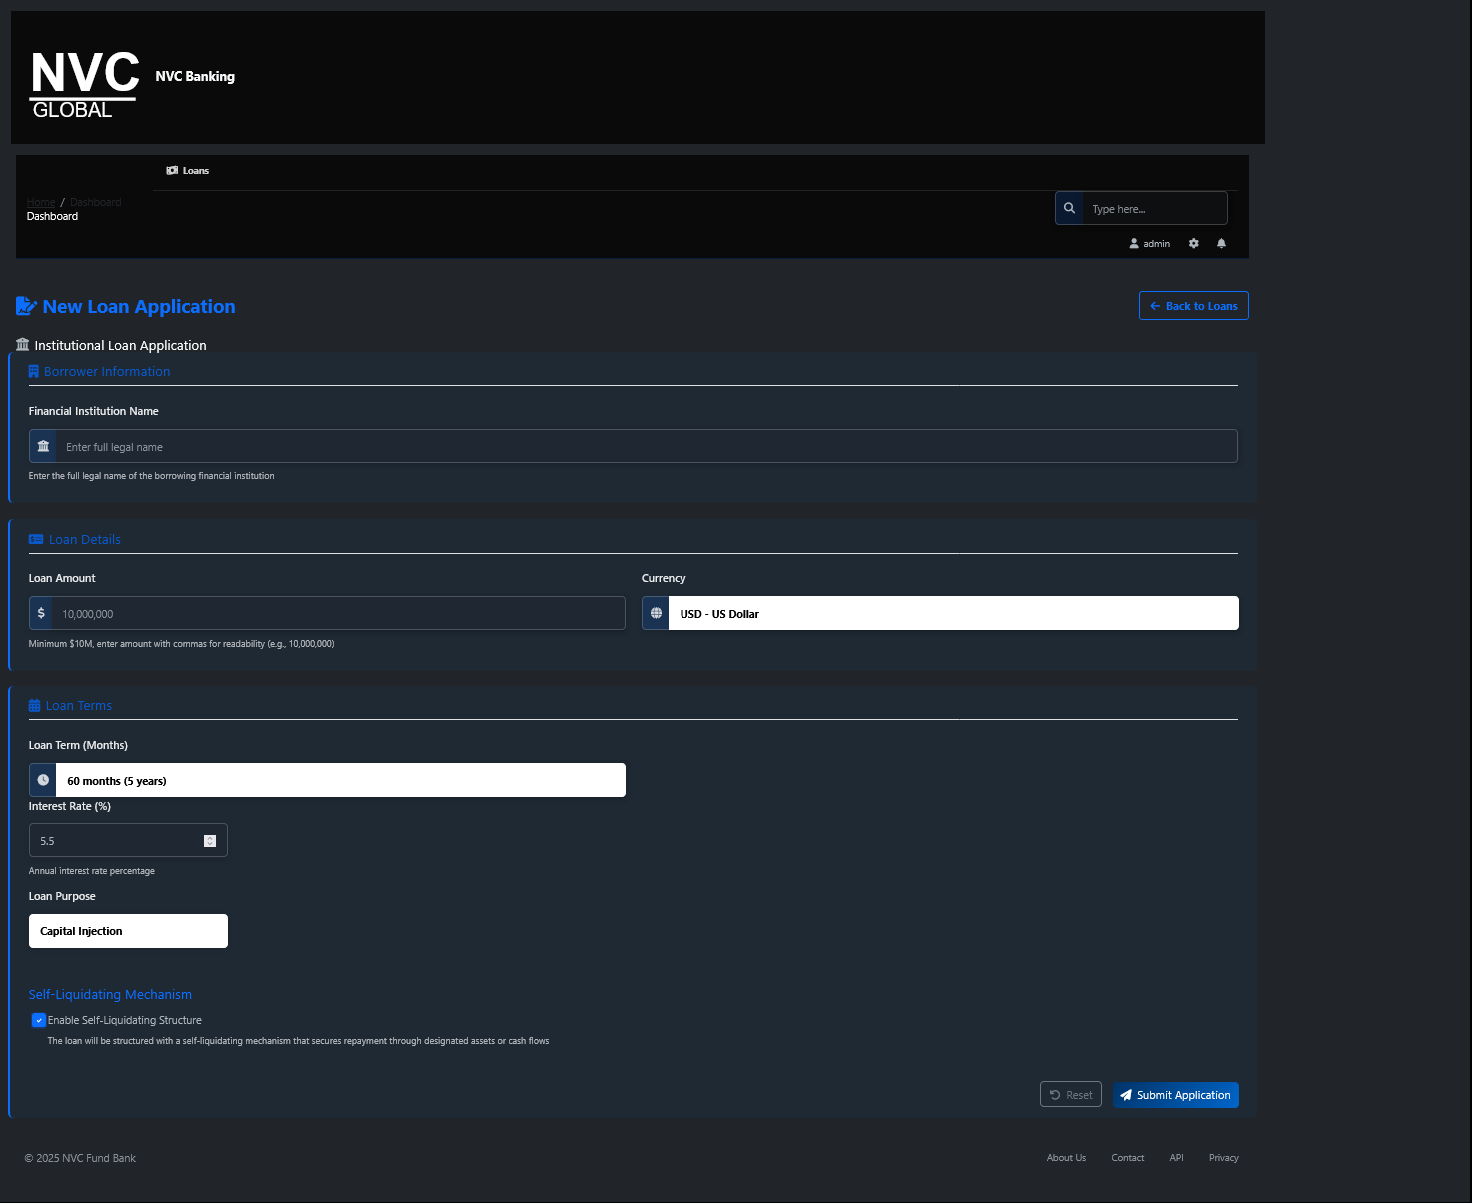 NVC
GLOBAL
NVC Banking
Loans
Home / Dashboard
Dashboard
Type here...
admin
New Loan Application
Back to Loans
Institutional Loan Application
Borrower Information
Financial Institution Name
Enter full legal name
Enter the full legal name of the borrowing financial institution
Loan Details
Loan Amount
Currency
$ 10,000,000
USD - US Dollar
Minimum $10M, enter amount with commas for readability (e.g., 10,000,000)
Loan Terms
Loan Term (Months)
60 months (5 years)
Interest Rate (%)
5.5
Annual interest rate percentage
Loan Purpose
Capital Injection
Self-Liquidating Mechanism
Enable Self-Liquidating Structure
The loan will be structured with a self-liquidating mechanism that secures repayment through designated assets or cash flows
Reset
Submit Application
© 2025 NVC Fund Bank
About Us Contact API Privacy